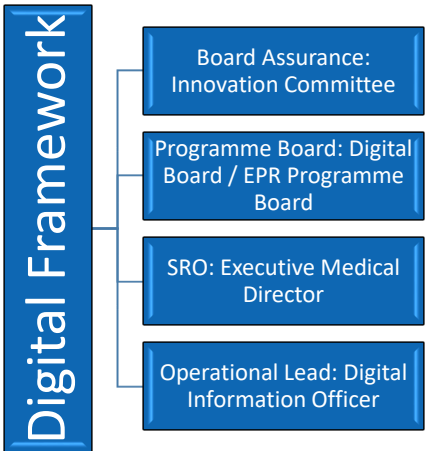 Digital Framework
Board Assurance:
Innovation Committee
Programme Board: Digital
Board / EPR Programme
Board
SRO: Executive Medical
Director
Operational Lead: Digital
Information Officer